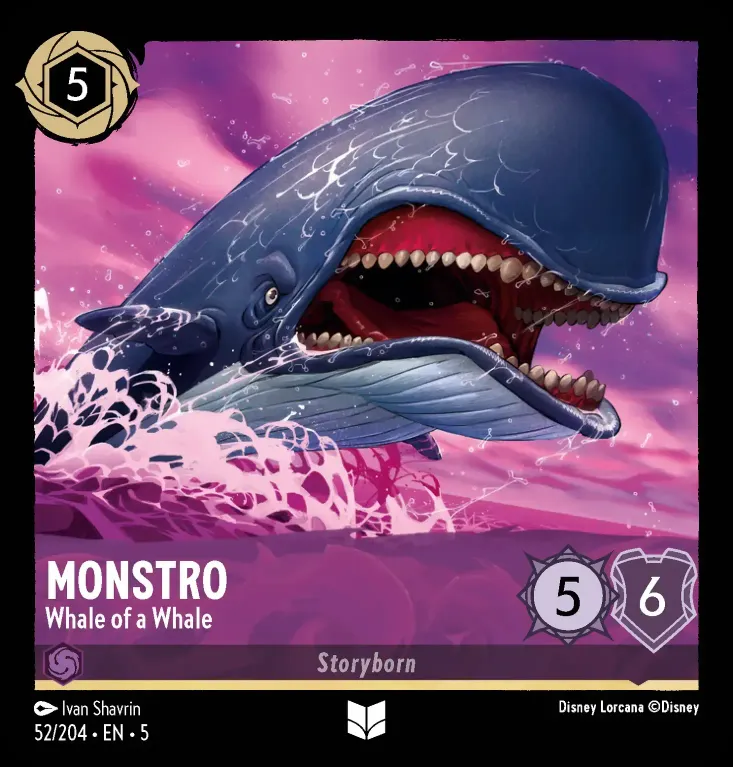 5
MONSTRO
Whale of a Whale
5
6
Storyborn
Ivan Shavrin
Disney Lorcana ©Disney
52/204 • EN • 5